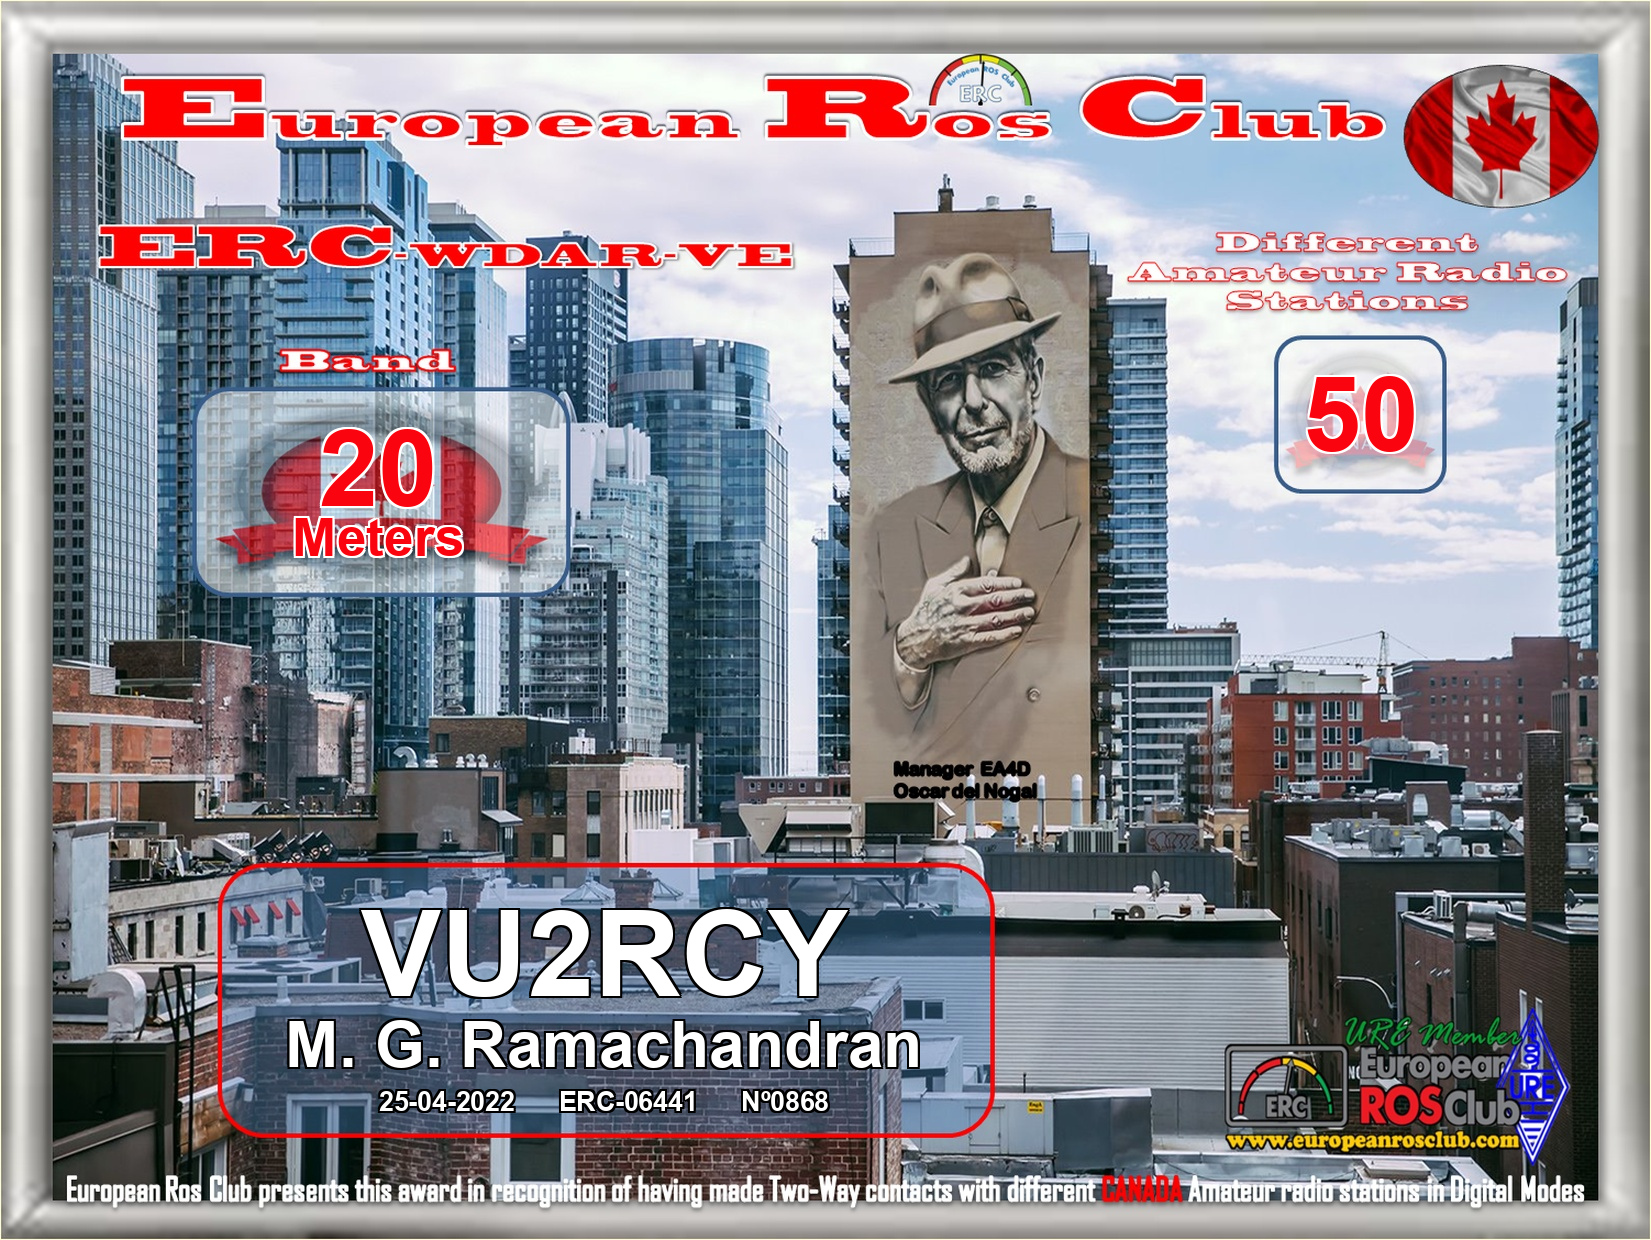 European Ros Club
European ROS Club
ERC
ERC-WDAR-VE
Different
Amateur Radio
Stations
Band
20
Meters
50
Manager EA4D
Oscar del Nogal
VU2RCY
M. G. Ramachandran
25-04-2022 ERC-06441 Nº0868
URE Member
European
ROS Club
ERC
URE
www.europeanrosclub.com
European Ros Club presents this award in recognition of having made Two-Way contacts with different CANADA Amateur radio stations in Digital Modes